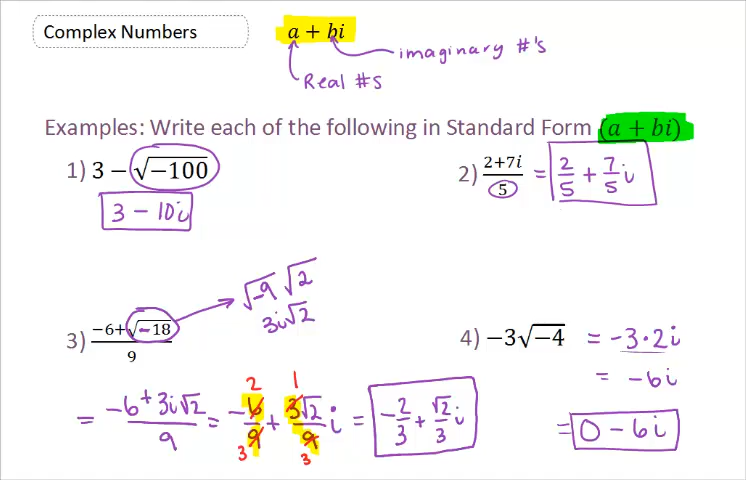 Complex Numbers
a + bi
imaginary #'s
Real #s
Examples: Write each of the following in Standard Form (a + bi)
1) 3 − √−100
3 − 10i
2) (2+7i)/5 = 2/5 + 7/5 i
√−9 √2
3i√2
3) (−6+√−18)/9
= (−6+3i√2)/9 = −6/9 + 3√2/9 i = −2/3 + √2/3 i
2 1
3 3
4) −3√−4 = −3·2i
= −6i
= 0 − 6i